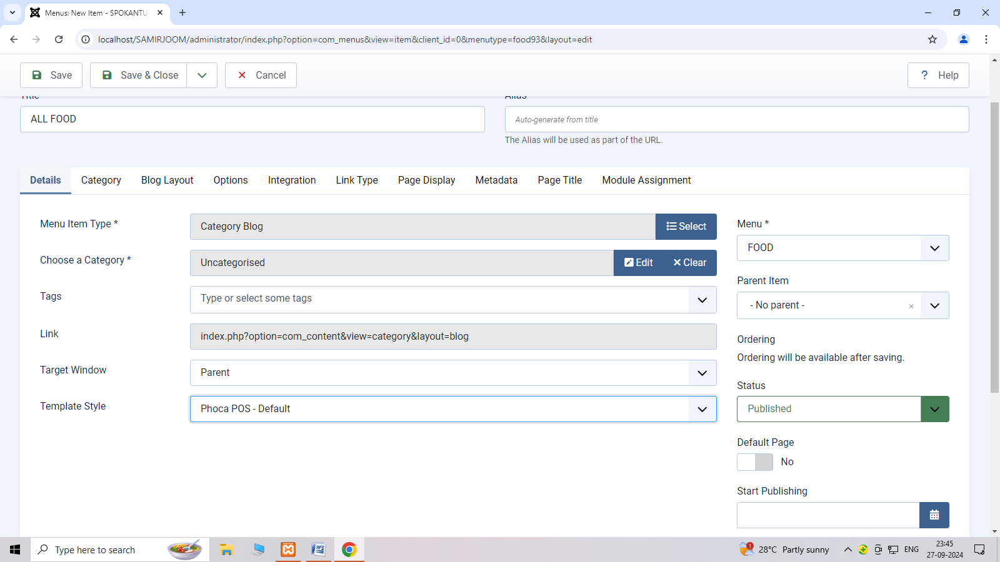 Menus: New Item - SPOKANTU
localhost/SAMIRJOOM/administrator/index.php?option=com_menus&view=item&client_id=0&menutype=food93&layout=edit
Save
Save & Close
Cancel
? Help
Title
Alias
ALL FOOD
Auto-generate from title
The Alias will be used as part of the URL.
Details Category Blog Layout Options Integration Link Type Page Display Metadata Page Title Module Assignment
Menu Item Type *
Category Blog
Select
Choose a Category *
Uncategorised
Edit
Clear
Tags
Type or select some tags
Link
index.php?option=com_content&view=category&layout=blog
Target Window
Parent
Template Style
Phoca POS - Default
Menu *
FOOD
Parent Item
- No parent -
Ordering
Ordering will be available after saving.
Status
Published
Default Page
No
Start Publishing
Type here to search
1
28°C Partly sunny
ENG
23:45
27-09-2024